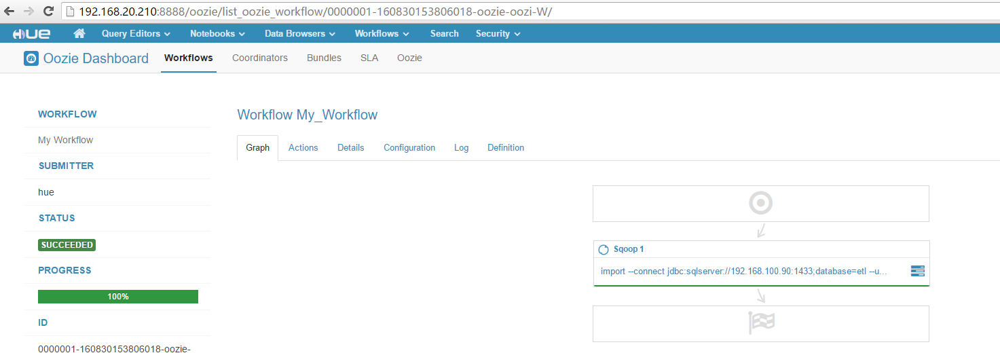 192.168.20.210:8888/oozie/list_oozie_workflow/0000001-160830153806018-oozie-oozi-W/
HUE Query Editors Notebooks Data Browsers Workflows Search Security
Oozie Dashboard Workflows Coordinators Bundles SLA Oozie
WORKFLOW
My Workflow
SUBMITTER
hue
STATUS
SUCCEEDED
PROGRESS
100%
ID
0000001-160830153806018-oozie-
Workflow My_Workflow
Graph Actions Details Configuration Log Definition
Sqoop 1
import --connect jdbc:sqlserver://192.168.100.90:1433;database=etl --u...